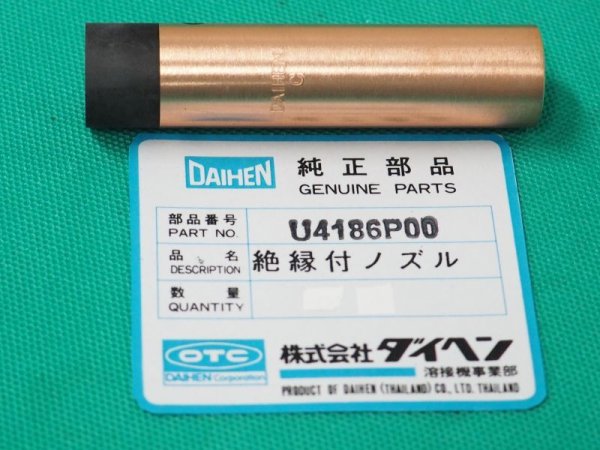 DAIHEN
C
DAIHEN 純正部品
GENUINE PARTS
部品番号
PART NO.
U4186P00
品名
DESCRIPTION
絶縁付ノズル
数量
QUANTITY
OTC
DAIHEN Corporation
株式会社ダイヘン
溶接機事業部
PRODUCT OF DAIHEN (THAILAND) CO., LTD. THAILAND